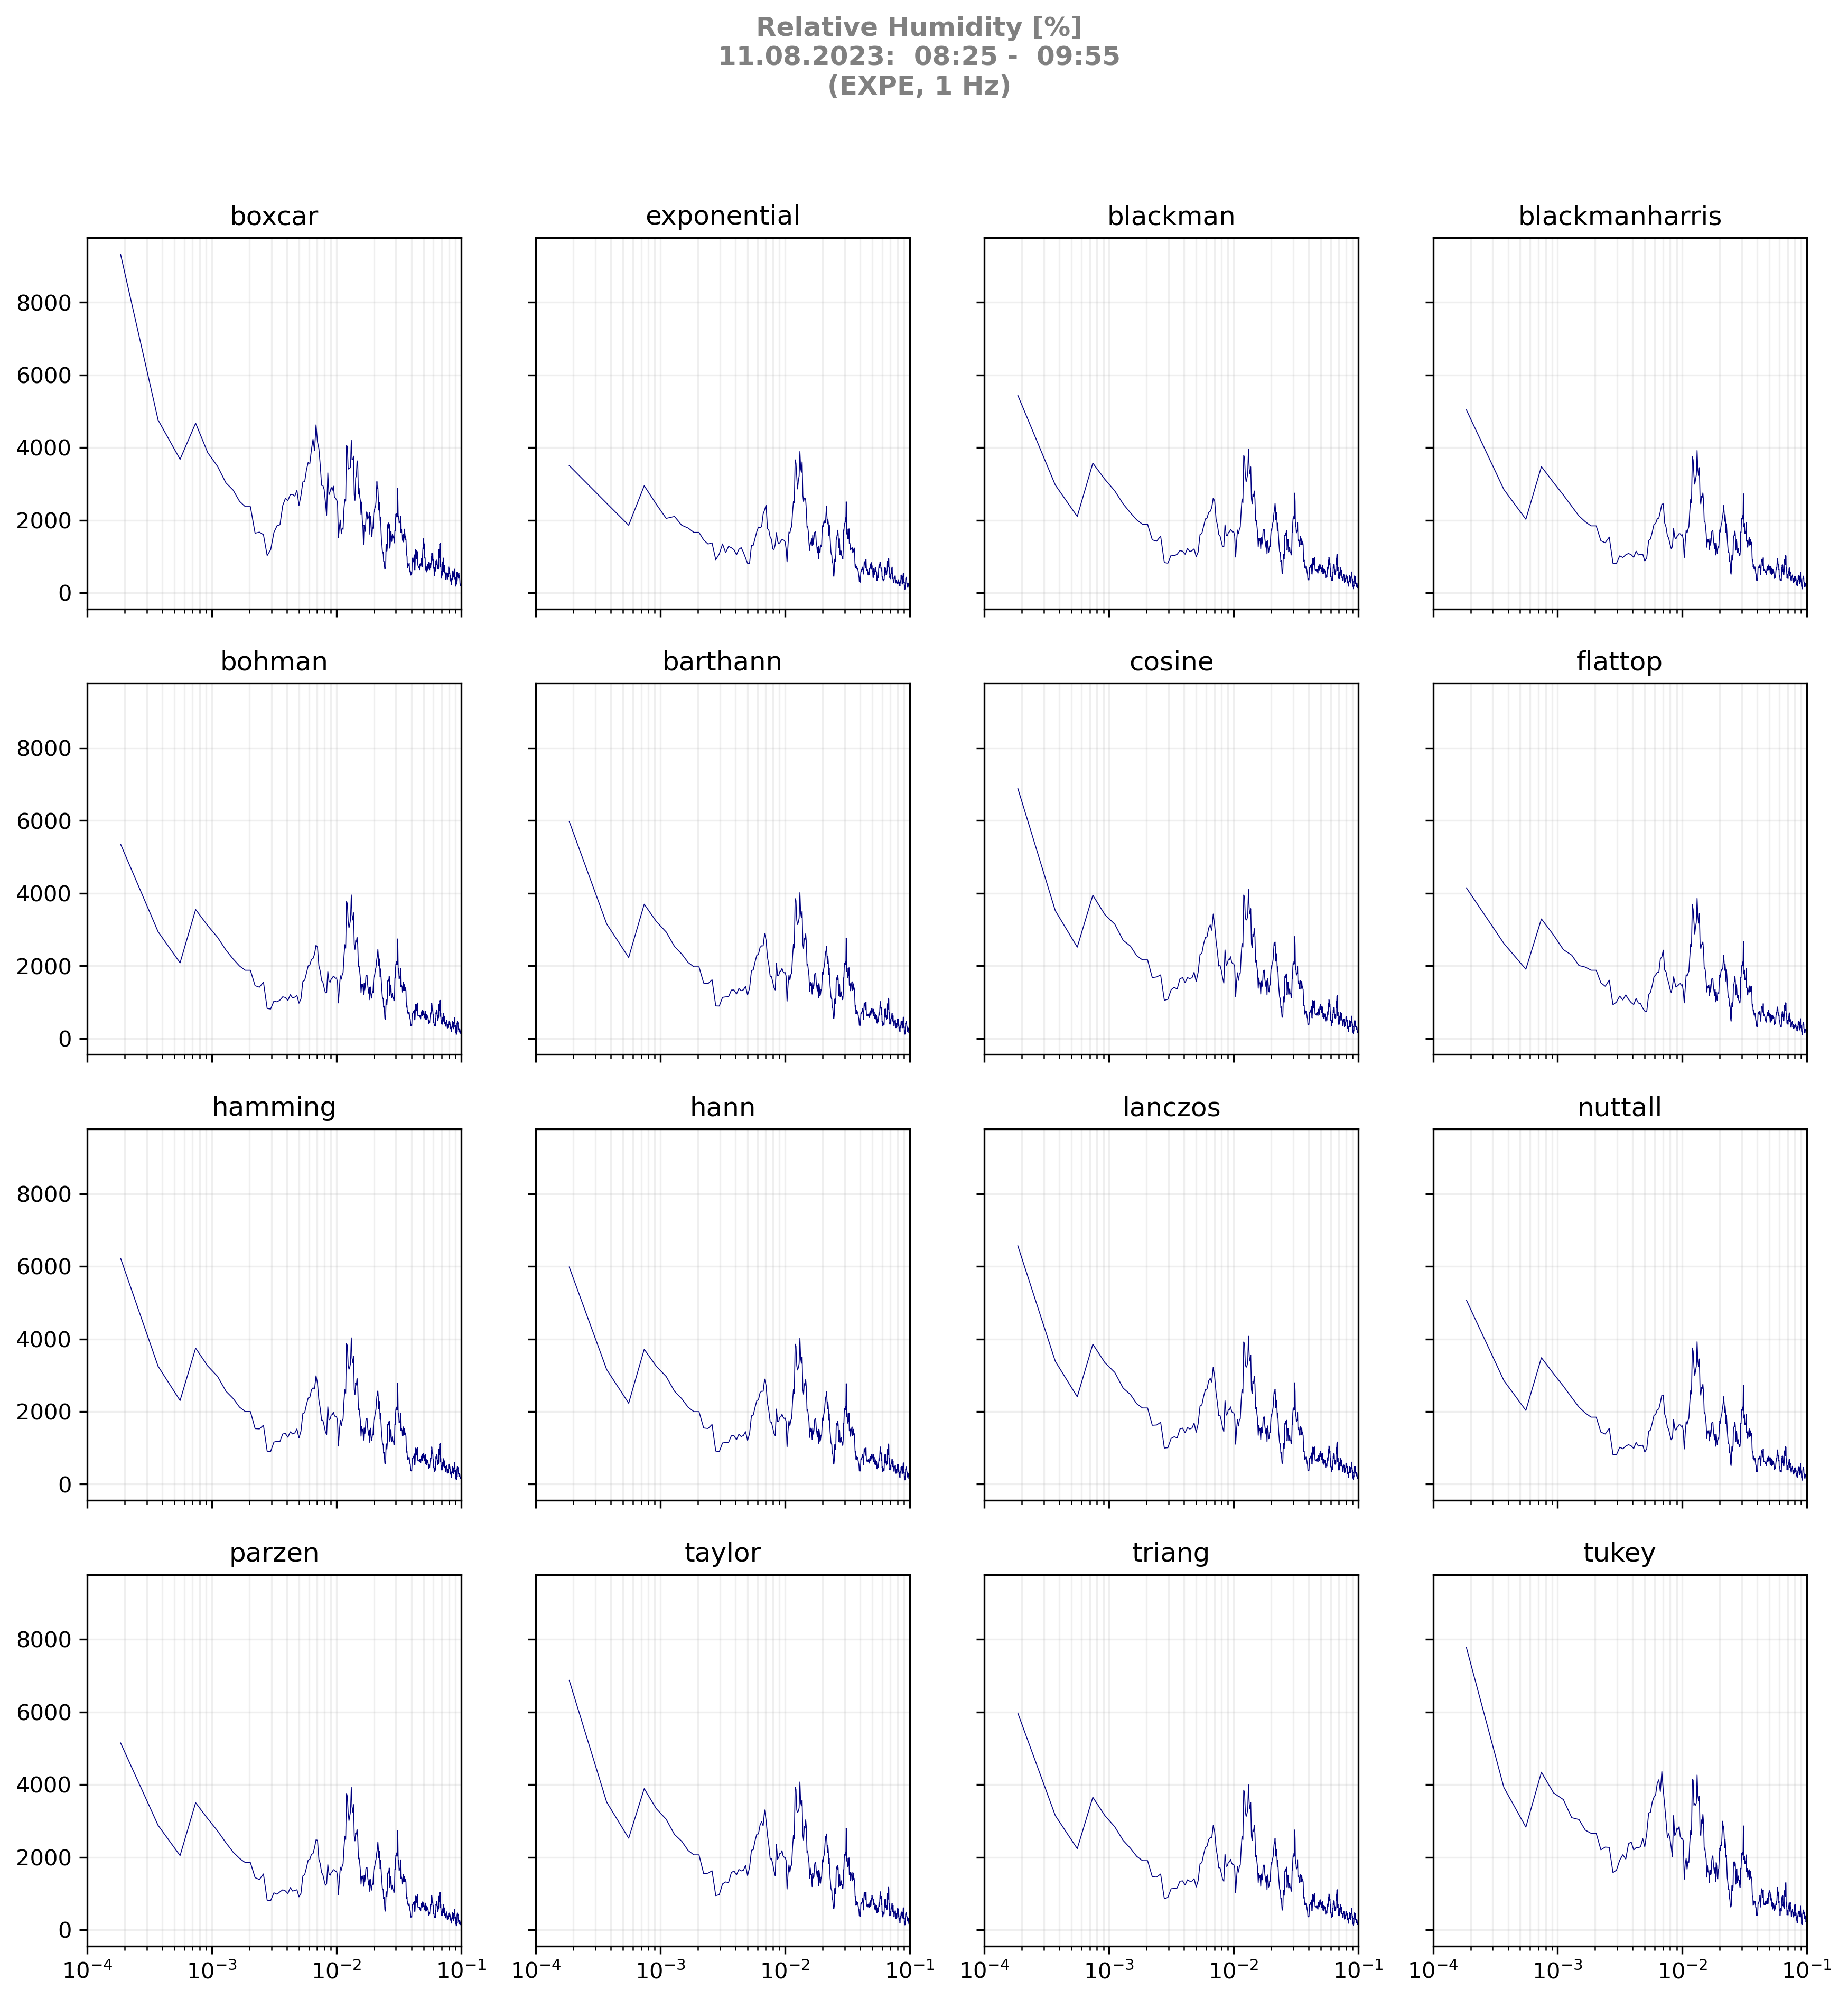 Relative Humidity [%]
11.08.2023:  08:25 -  09:55
(EXPE, 1 Hz)
boxcar
exponential
blackman
blackmanharris
8000
6000
4000
2000
0
bohman
barthann
cosine
flattop
8000
6000
4000
2000
0
hamming
hann
lanczos
nuttall
8000
6000
4000
2000
0
parzen
taylor
triang
tukey
8000
6000
4000
2000
0
10⁻⁴ 10⁻³ 10⁻² 10⁻¹
10⁻⁴ 10⁻³ 10⁻² 10⁻¹
10⁻⁴ 10⁻³ 10⁻² 10⁻¹
10⁻⁴ 10⁻³ 10⁻² 10⁻¹